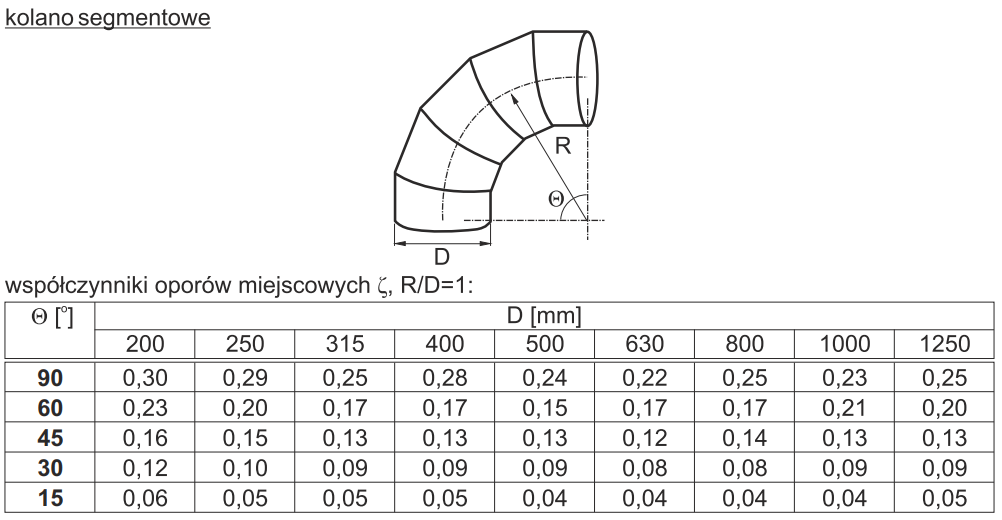 kolano segmentowe
R
Θ
D
współczynniki oporów miejscowych ζ, R/D=1:
Θ [°] D [mm]
200 250 315 400 500 630 800 1000 1250
90 0,30 0,29 0,25 0,28 0,24 0,22 0,25 0,23 0,25
60 0,23 0,20 0,17 0,17 0,15 0,17 0,17 0,21 0,20
45 0,16 0,15 0,13 0,13 0,13 0,12 0,14 0,13 0,13
30 0,12 0,10 0,09 0,09 0,09 0,08 0,08 0,09 0,09
15 0,06 0,05 0,05 0,05 0,04 0,04 0,04 0,04 0,05